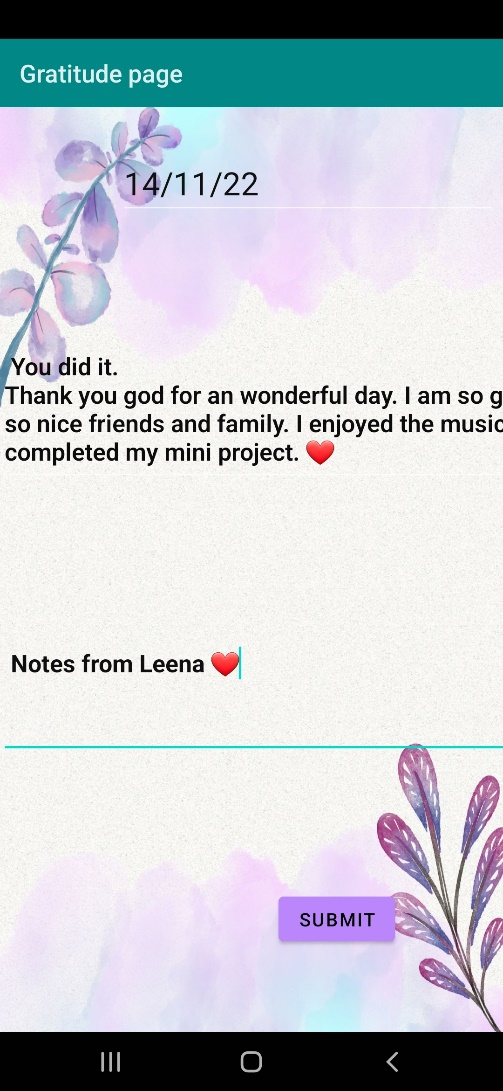 Gratitude page
14/11/22
You did it.
Thank you god for an wonderful day. I am so
so nice friends and family. I enjoyed the music
completed my mini project. ❤️
Notes from Leena ❤️
SUBMIT